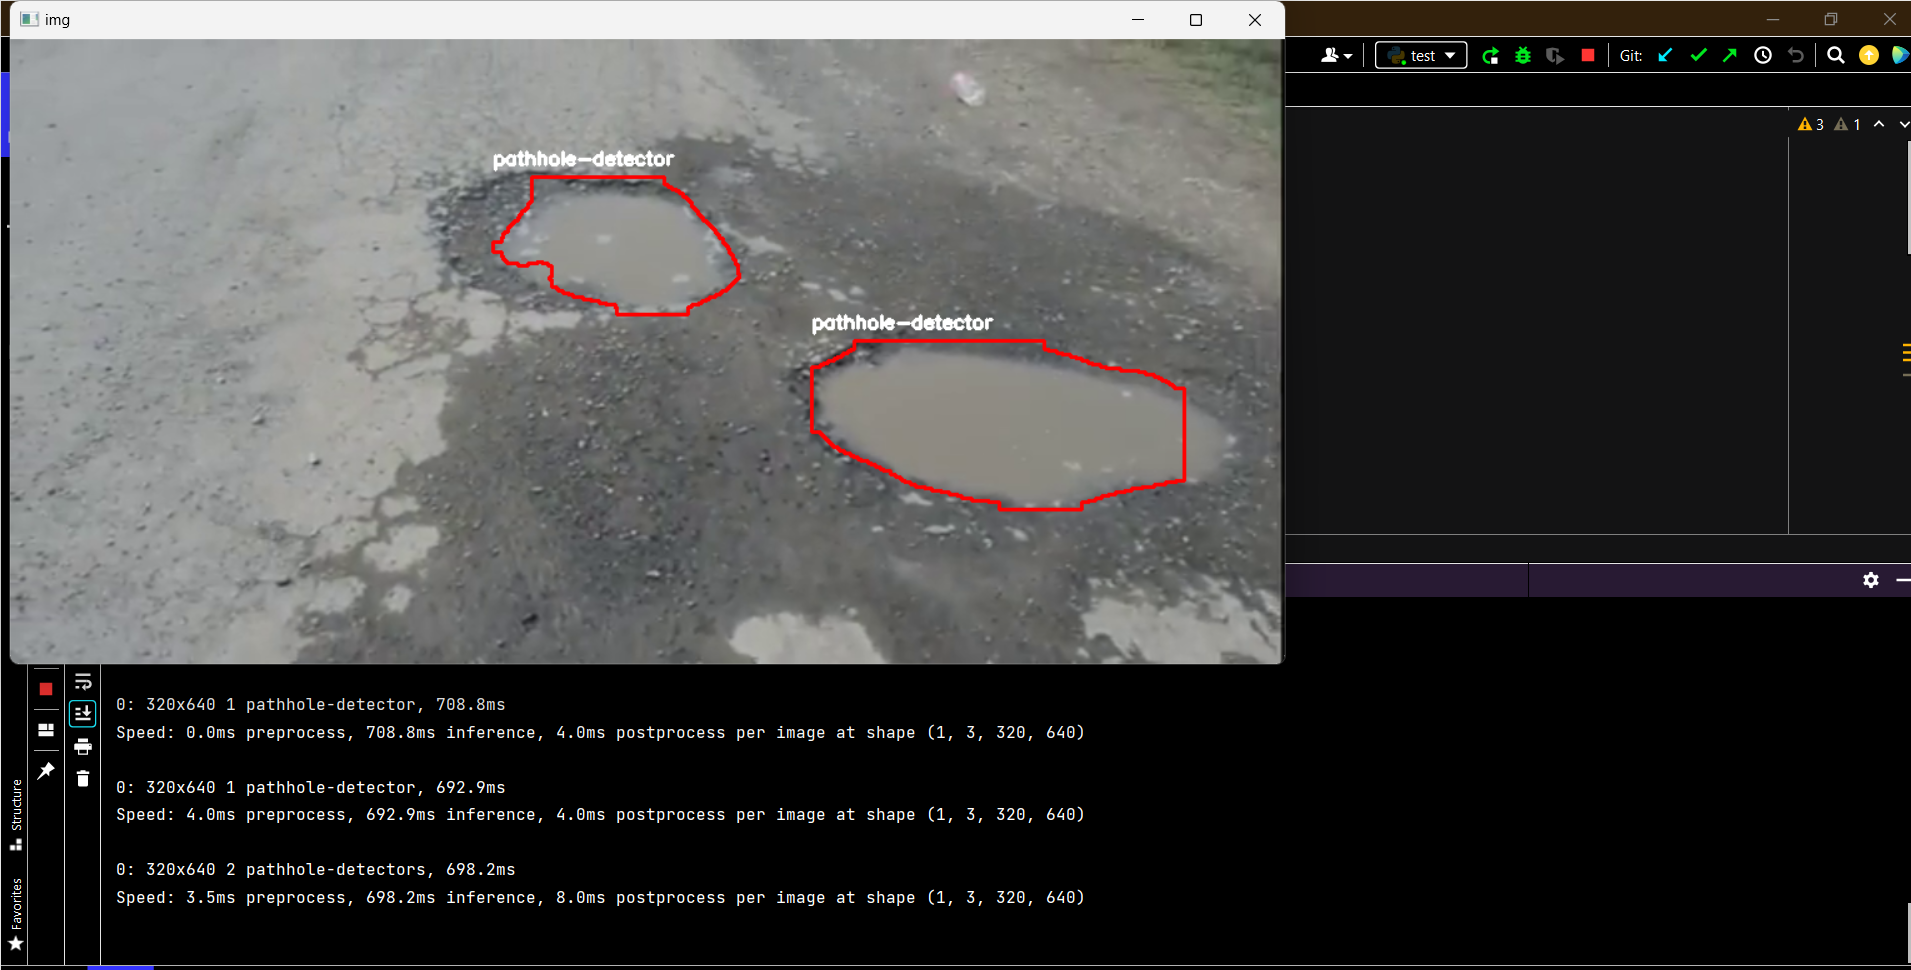 img
test
Git:
3 1
pathhole-detector
pathhole-detector
0: 320x640 1 pathhole-detector, 708.8ms
Speed: 0.0ms preprocess, 708.8ms inference, 4.0ms postprocess per image at shape (1, 3, 320, 640)
0: 320x640 1 pathhole-detector, 692.9ms
Speed: 4.0ms preprocess, 692.9ms inference, 4.0ms postprocess per image at shape (1, 3, 320, 640)
0: 320x640 2 pathhole-detectors, 698.2ms
Speed: 3.5ms preprocess, 698.2ms inference, 8.0ms postprocess per image at shape (1, 3, 320, 640)
Structure
Favorites